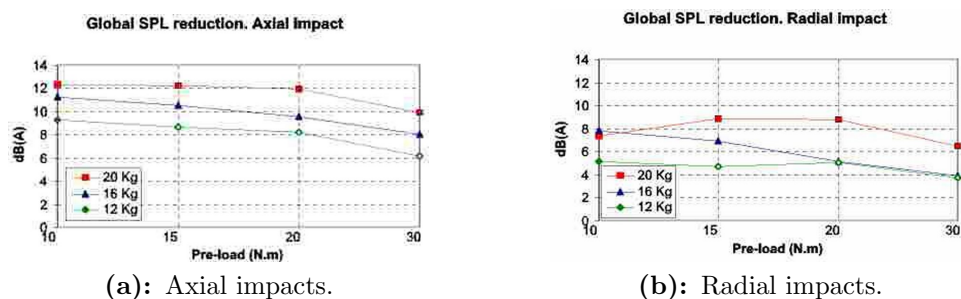 Global SPL reduction. Axial impact
14
12
10
8
6
4
2
0
dB(A)
20 Kg
16 Kg
12 Kg
10 15 20 30
Pre-load (N.m)
(a): Axial impacts.
Global SPL reduction. Radial impact
14
12
10
8
6
4
2
0
dB(A)
20 Kg
16 Kg
12 Kg
10 15 20 30
Pre-load (N.m)
(b): Radial impacts.